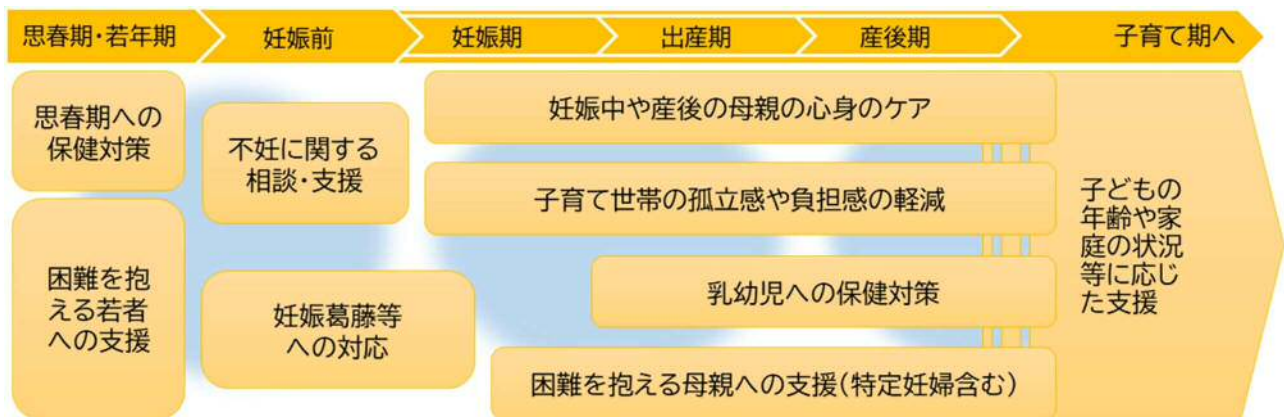 思春期・若年期
妊娠前
妊娠期
出産期
産後期
子育て期へ
思春期への
保健対策
困難を抱
える若者
への支援
不妊に関する
相談・支援
妊娠葛藤等
への対応
妊娠中や産後の母親の心身のケア
子育て世帯の孤立感や負担感の軽減
乳幼児への保健対策
困難を抱える母親への支援(特定妊婦含む)
子どもの
年齢や家
庭の状況
等に応じ
た支援